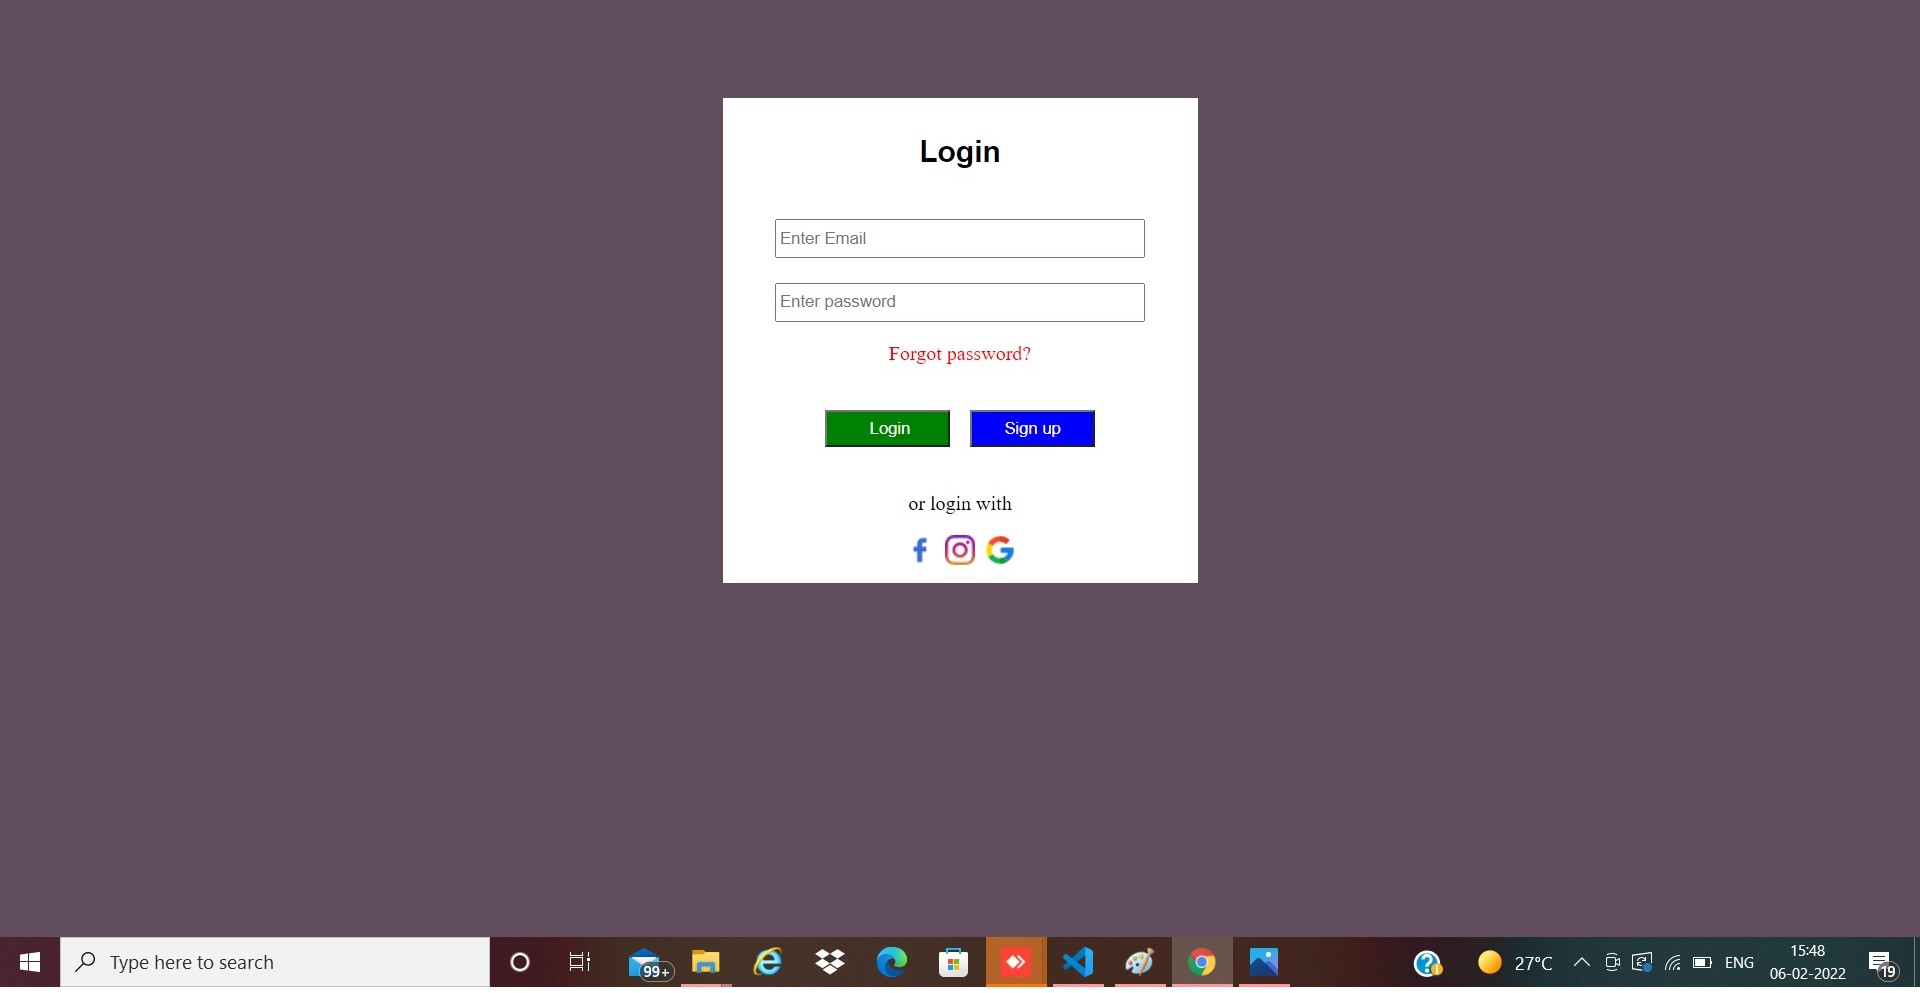 Login
Enter Email
Enter password
Forgot password?
Login Sign up
or login with
Type here to search
99+
27°C
ENG
15:48
06-02-2022
19